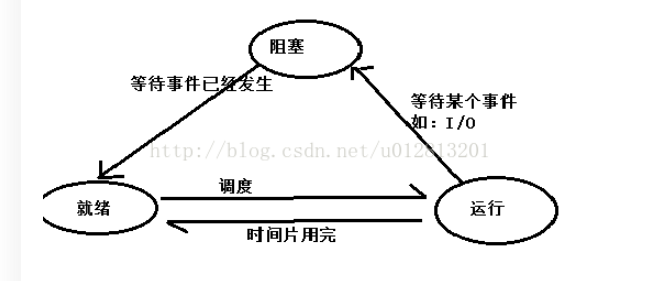 阻塞
等待事件已经发生
等待某个事件
如：I/O
http://blog.csdn.net/u012813201
调度
就绪
运行
时间片用完